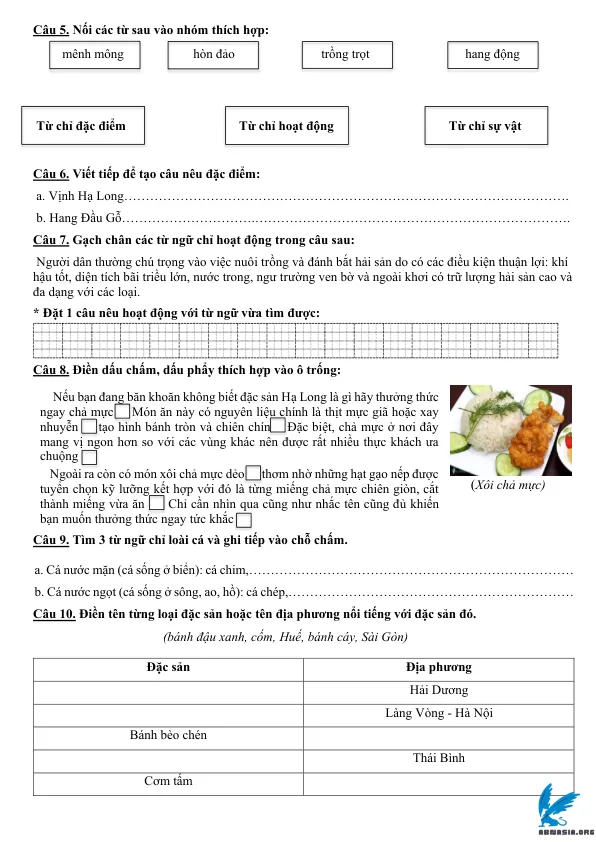 Câu 5. Nối các từ sau vào nhóm thích hợp:
mênh mông hòn đảo trồng trọt hang động
Từ chỉ đặc điểm Từ chỉ hoạt động Từ chỉ sự vật
Câu 6. Viết tiếp để tạo câu nêu đặc điểm:
a. Vịnh Hạ Long……………………………………………………………………………………….
b. Hang Đầu Gỗ……………………………………………………………………………………….
Câu 7. Gạch chân các từ ngữ chỉ hoạt động trong câu sau:
Người dân thường chú trọng vào việc nuôi trồng và đánh bắt hải sản do có các điều kiện thuận lợi: khí
hậu tốt, diện tích bãi triều lớn, nước trong, ngư trường ven bờ và ngoài khơi có trữ lượng hải sản cao và
đa dạng với các loại.
* Đặt 1 câu nêu hoạt động với từ ngữ vừa tìm được:
Câu 8. Điền dấu chấm, dấu phẩy thích hợp vào ô trống:
Nếu bạn đang băn khoăn không biết đặc sản Hạ Long là gì hãy thưởng thức
ngay chả mực Món ăn này có nguyên liệu chính là thịt mực giã hoặc xay
nhuyễn tạo hình bánh tròn và chiên chín Đặc biệt, chả mực ở nơi đây
mang vị ngon hơn so với các vùng khác nên được rất nhiều thực khách ưa
chuộng
Ngoài ra còn có món xôi chả mực dẻo thơm nhờ những hạt gạo nếp được
tuyển chọn kỹ lưỡng kết hợp với đó là từng miếng chả mực chiên giòn, cắt
thành miếng vừa ăn Chỉ cần nhìn qua cũng như nhắc tên cũng đủ khiến
bạn muốn thưởng thức ngay tức khắc
(Xôi chả mực)
Câu 9. Tìm 3 từ ngữ chỉ loài cá và ghi tiếp vào chỗ chấm.
a. Cá nước mặn (cá sống ở biển): cá chim,………………………………………………………………
b. Cá nước ngọt (cá sống ở sông, ao, hồ): cá chép,………………………………………………………
Câu 10. Điền tên từng loại đặc sản hoặc tên địa phương nổi tiếng với đặc sản đó.
(bánh đậu xanh, cốm, Huế, bánh cáy, Sài Gòn)
Đặc sản Địa phương
Hải Dương
Làng Vòng - Hà Nội
Bánh bèo chén
Thái Bình
Cơm tấm
ABNASIA.ORG